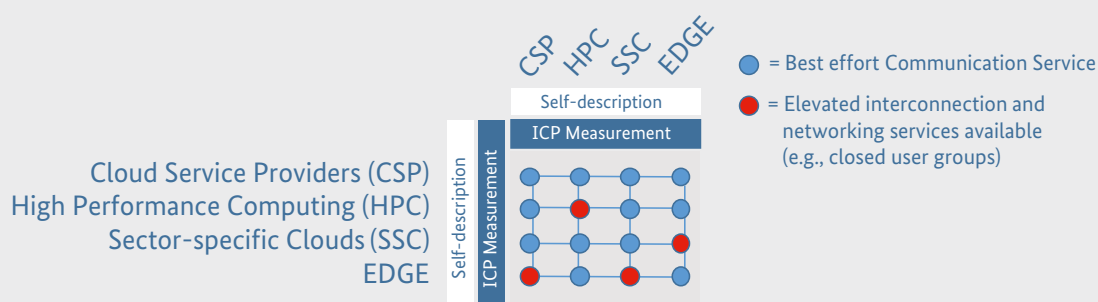 CSP
HPC
SSC
EDGE
= Best effort Communication Service
Self-description
= Elevated interconnection and
networking services available
(e.g., closed user groups)
ICP Measurement
Cloud Service Providers (CSP)
High Performance Computing (HPC)
Sector-specific Clouds (SSC)
EDGE
Self-description
ICP Measurement